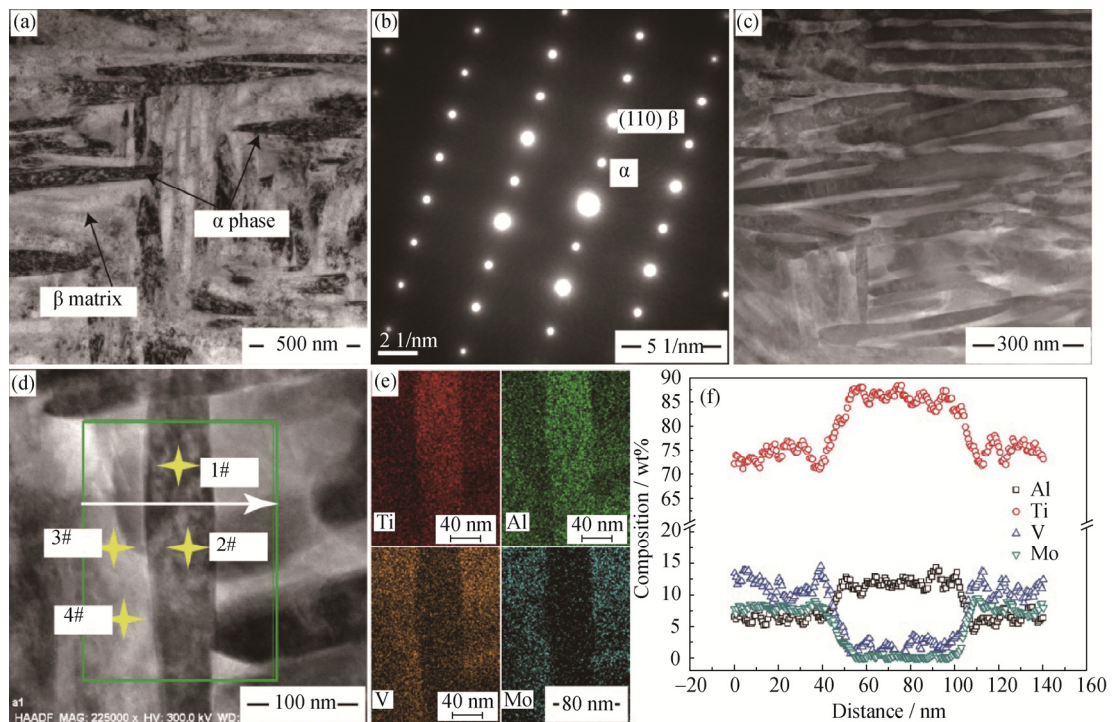 (a)
α phase
β matrix
500 nm
(b)
(110) β
α
2 1/nm
5 1/nm
(c)
300 nm
(d)
1#
2#
3#
4#
100 nm
a1
HAADF MAG: 225000 x HV: 300.0 kV WD:
(e)
Ti
40 nm
Al
40 nm
V
40 nm
Mo
80 nm
(f)
Composition / wt%
90
85
80
75
70
65
20
15
10
5
0
Al
Ti
V
Mo
−20 0 20 40 60 80 100 120 140 160
Distance / nm